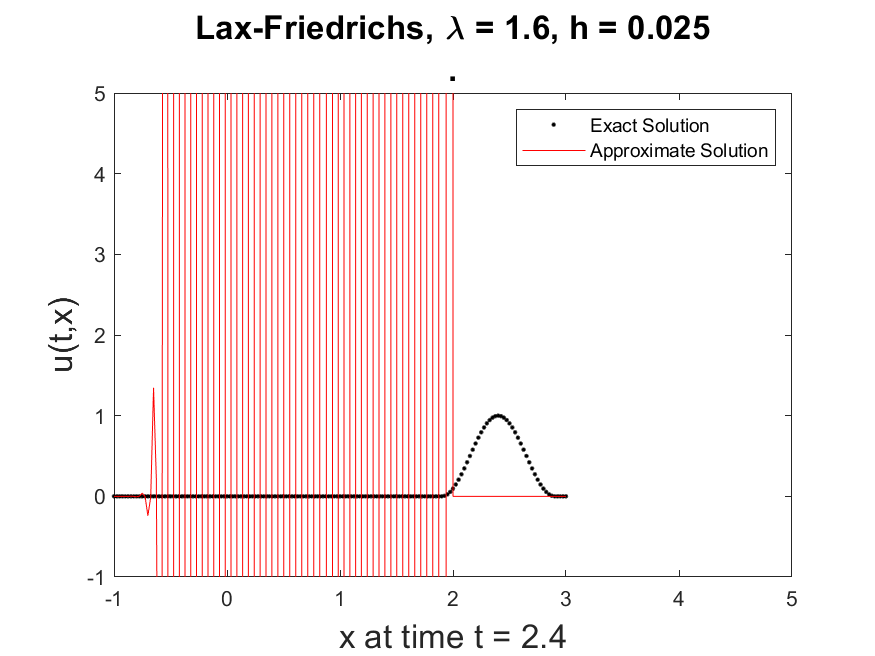 Lax-Friedrichs, λ = 1.6, h = 0.025
.
5
4
3
2
1
0
-1
u(t,x)
Exact Solution
Approximate Solution
-1 0 1 2 3 4 5
x at time t = 2.4